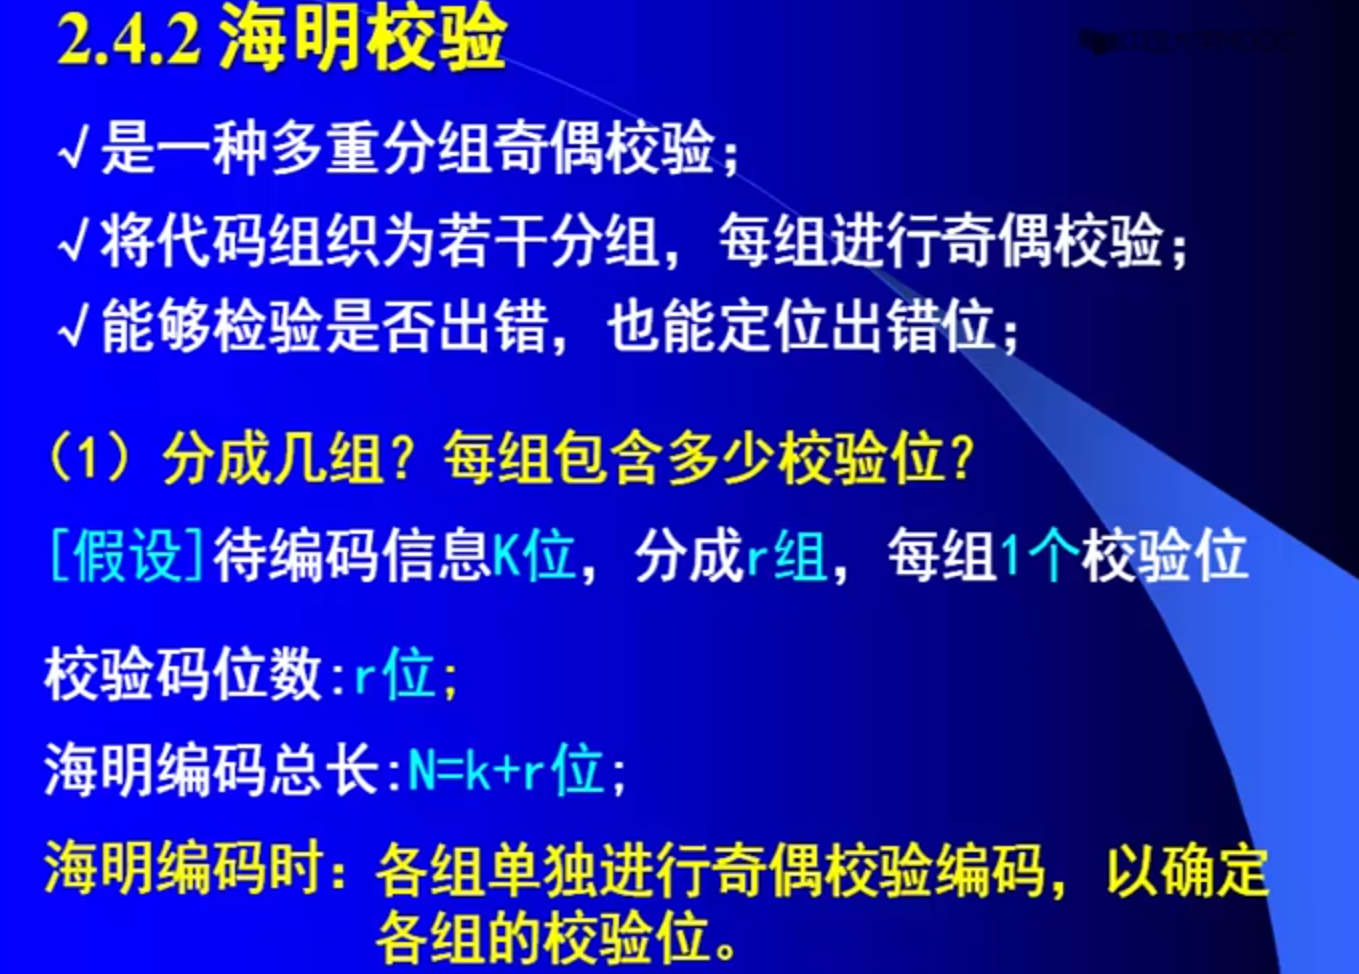 2.4.2 海明校验
√是一种多重分组奇偶校验；
√将代码组织为若干分组，每组进行奇偶校验；
√能够检验是否出错，也能定位出错位；
（1）分成几组？每组包含多少校验位？
[假设]待编码信息K位，分成r组，每组1个校验位
校验码位数:r位;
海明编码总长:N=k+r位;
海明编码时：各组单独进行奇偶校验编码，以确定
各组的校验位。